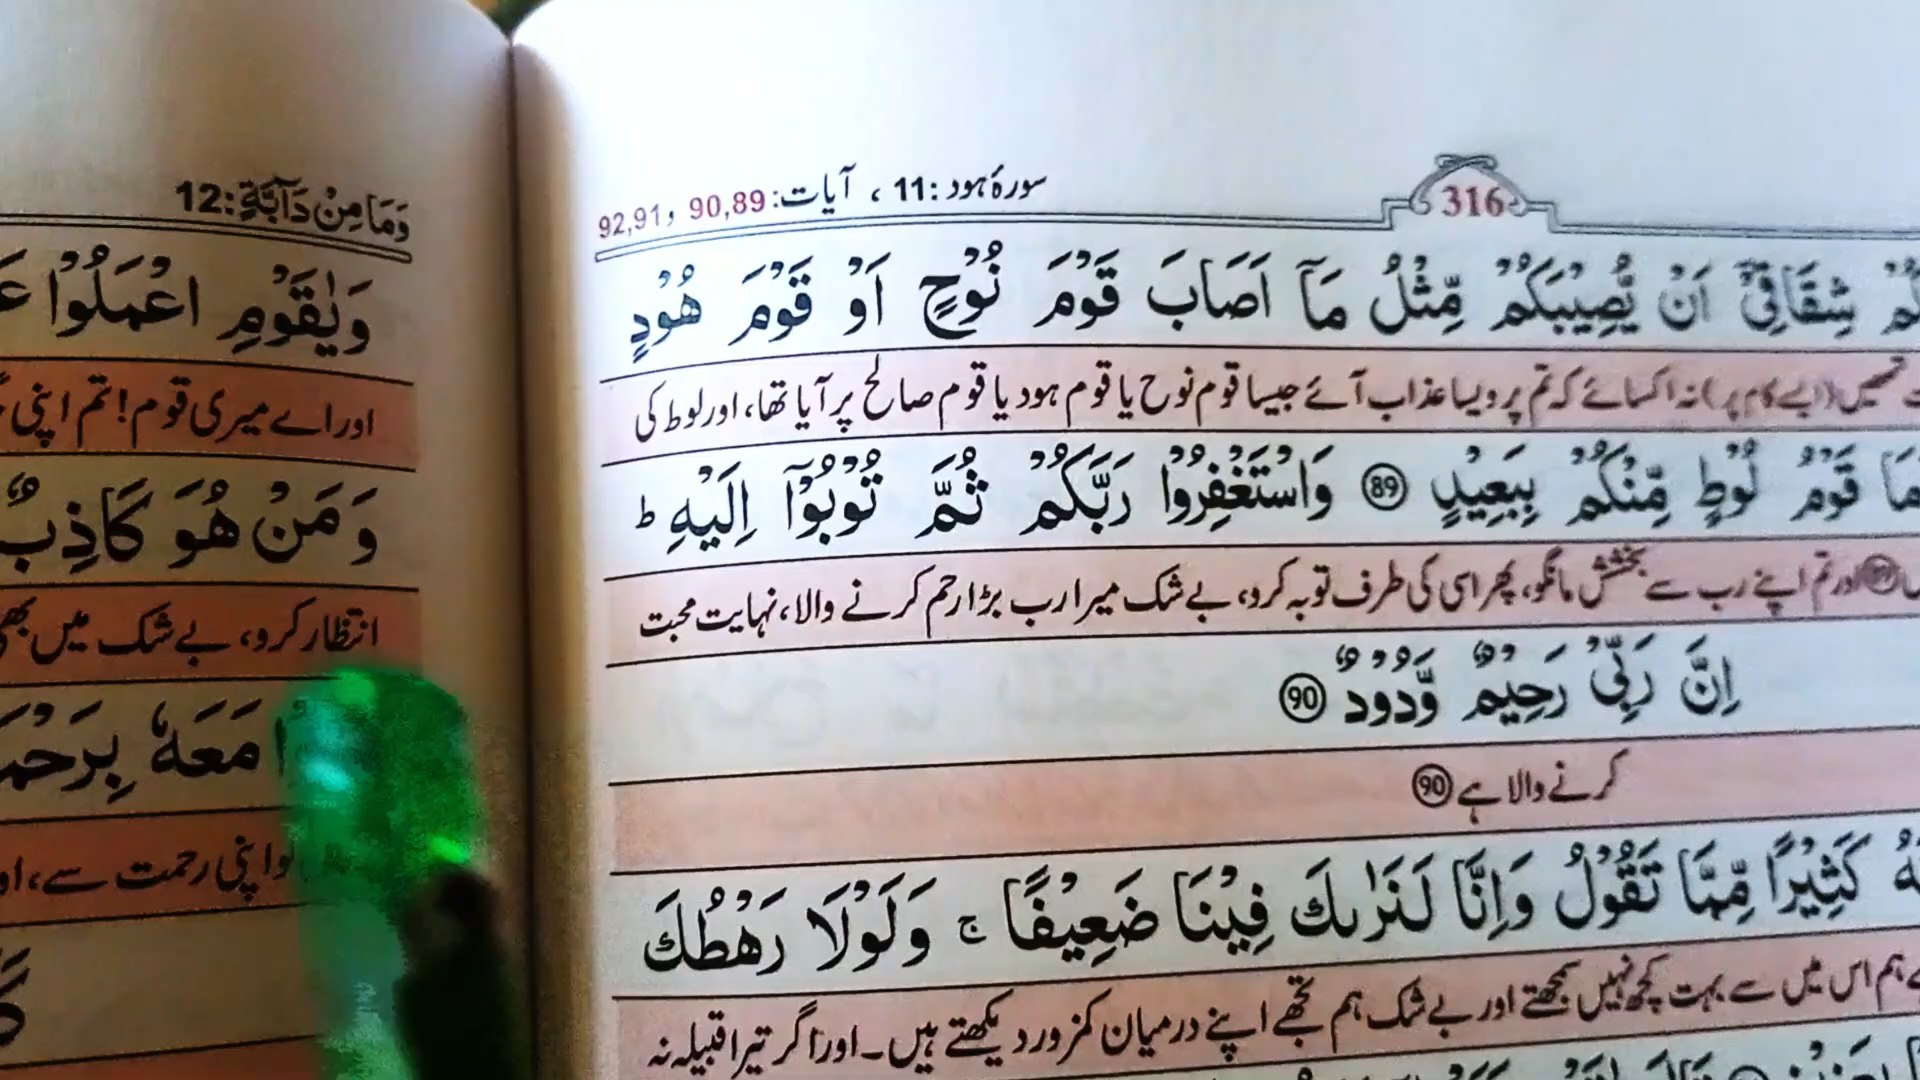 316
سورۂ ہود :11 ، آیات: 90,89 و 92,91
شِقَاقِیْۤ اَنْ یُّصِیْبَكُمْ مِّثْلُ مَاۤ اَصَابَ قَوْمَ نُوْحٍ اَوْ قَوْمَ هُوْدٍ
تمھیں (ایسے کام پر) نہ اکسائے کہ تم پر ویسا عذاب آئے جیسا قوم نوح یا قوم ہود یا قوم صالح پر آیا تھا، اور لوط کی
قَوْمُ لُوْطٍ مِّنْكُمْ بِبَعِیْدٍ 89 وَاسْتَغْفِرُوْا رَبَّكُمْ ثُمَّ تُوْبُوْۤا اِلَیْهِ ط
اور تم اپنے رب سے بخشش مانگو، پھر اسی کی طرف توبہ کرو، بے شک میرا رب بڑا رحم کرنے والا، نہایت محبت
اِنَّ رَبِّیْ رَحِیْمٌ وَّدُوْدٌ 90
کرنے والا ہے 90
كَثِیْرًا مِّمَّا تَقُوْلُ وَاِنَّا لَنَرٰىكَ فِیْنَا ضَعِیْفًا ج وَلَوْلَا رَهْطُكَ
ہم اس میں سے بہت کچھ نہیں سمجھتے اور بے شک ہم تجھے اپنے درمیان کمزور دیکھتے ہیں۔ اور اگر تیرا قبیلہ نہ
وَمَا مِنْ دَآبَّةٍ:12
وَیٰقَوْمِ اعْمَلُوْا
اور اے میری قوم! تم اپنی
وَمَنْ هُوَ كَاذِبٌ
انتظار کرو، بے شک میں بھی
مَعَهٗ
اپنی رحمت سے، اور